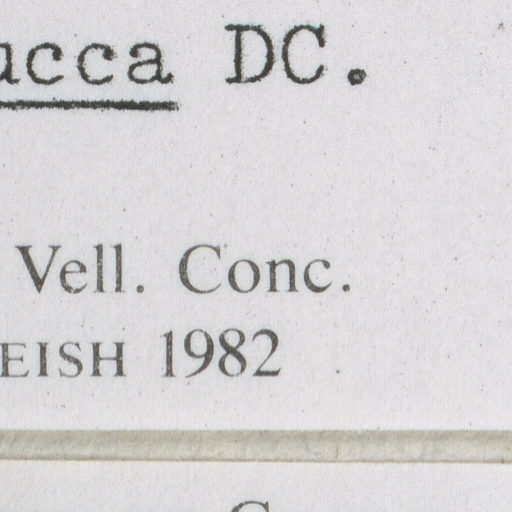 ucca DC.
Vell. Conc.
EISH 1982